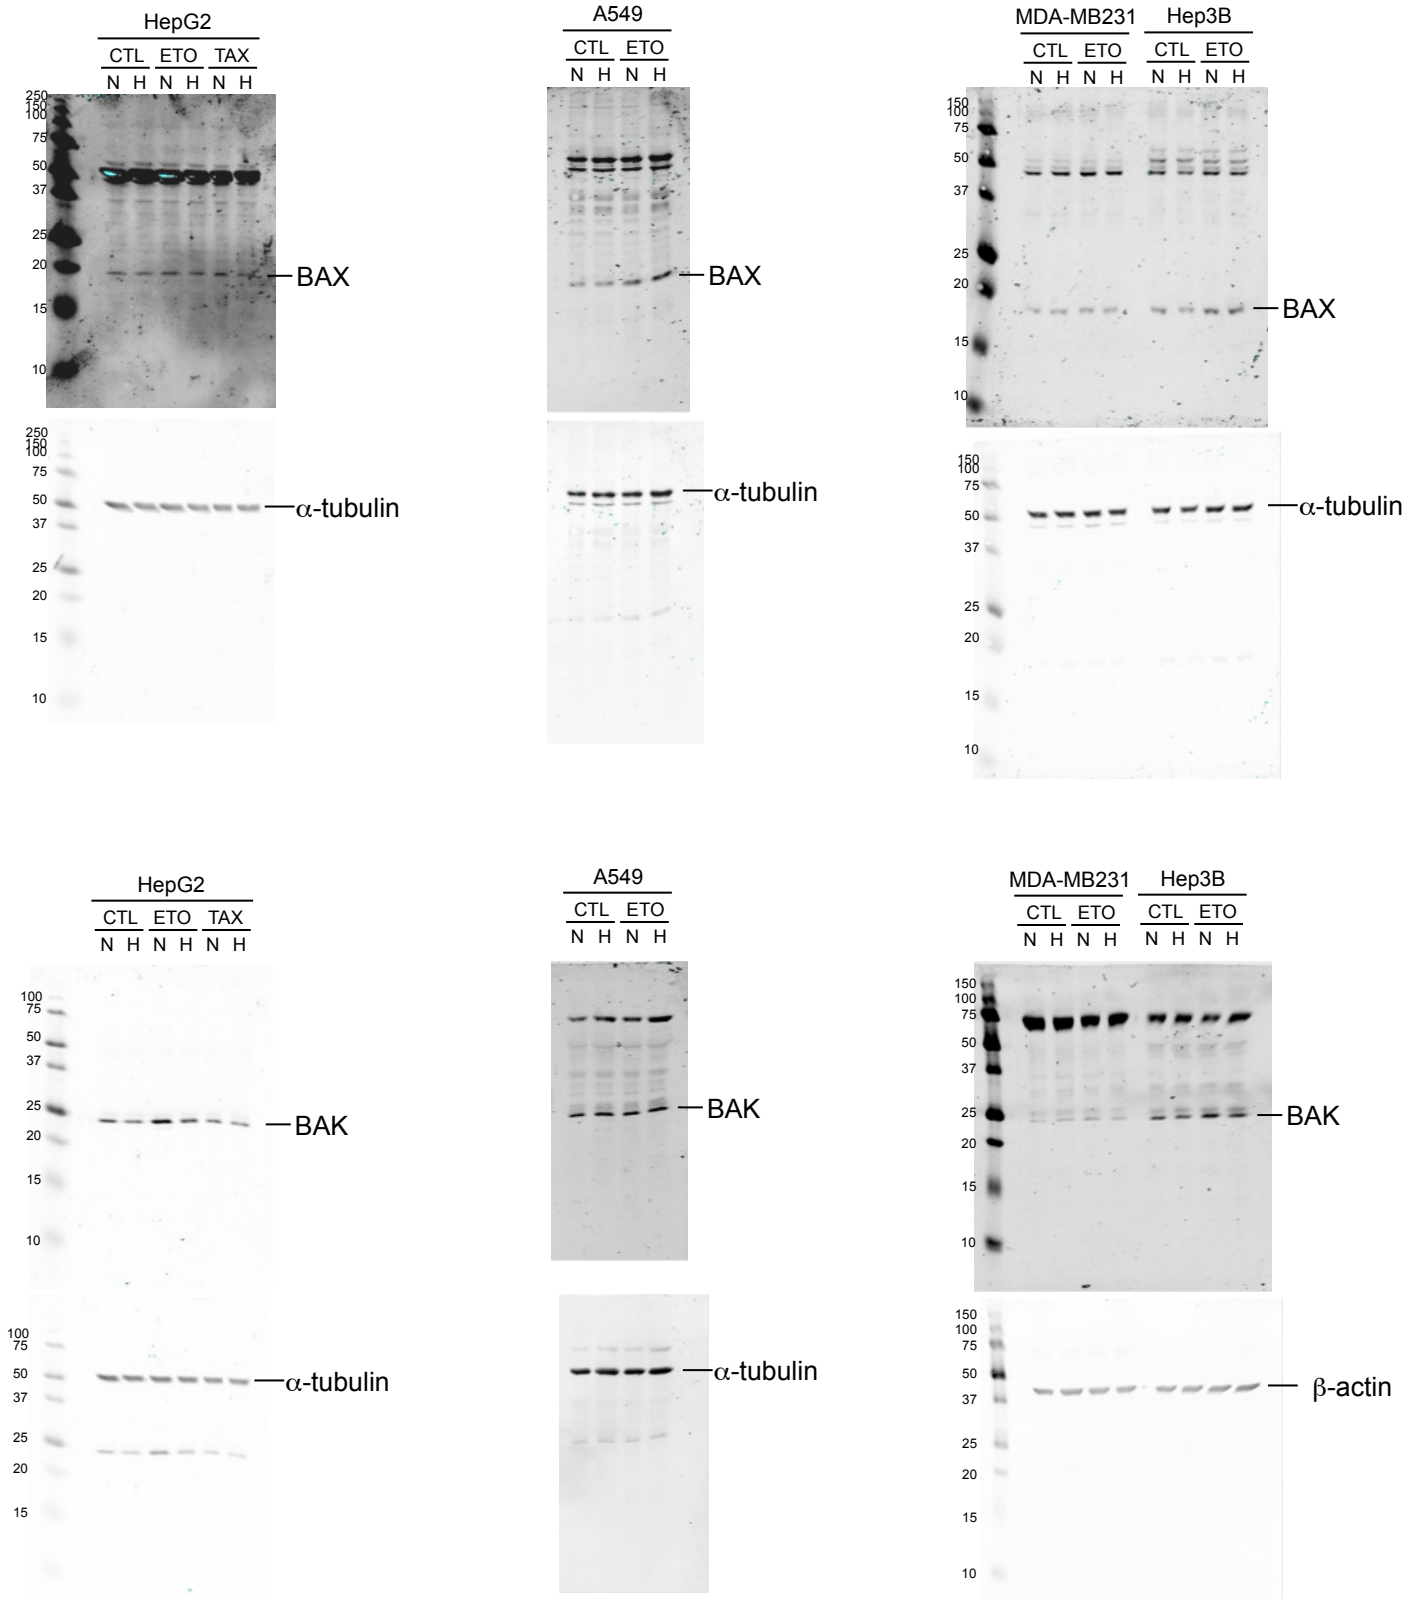 HepG2
CTL ETO TAX
N H N H N H
250
150
100
75
50
37
25
20
15
10
BAX
250
150
100
75
50
37
25
20
15
10
α-tubulin
A549
CTL ETO
N H N H
BAX
α-tubulin
MDA-MB231 Hep3B
CTL ETO CTL ETO
N H N H N H N H
150
100
75
50
37
25
20
15
10
BAX
150
100
75
50
37
25
20
15
10
α-tubulin
HepG2
CTL ETO TAX
N H N H N H
100
75
50
37
25
20
15
10
BAK
100
75
50
37
25
20
15
α-tubulin
A549
CTL ETO
N H N H
BAK
α-tubulin
MDA-MB231 Hep3B
CTL ETO CTL ETO
N H N H N H N H
150
100
75
50
37
25
20
15
10
BAK
150
100
75
50
37
25
20
15
10
β-actin